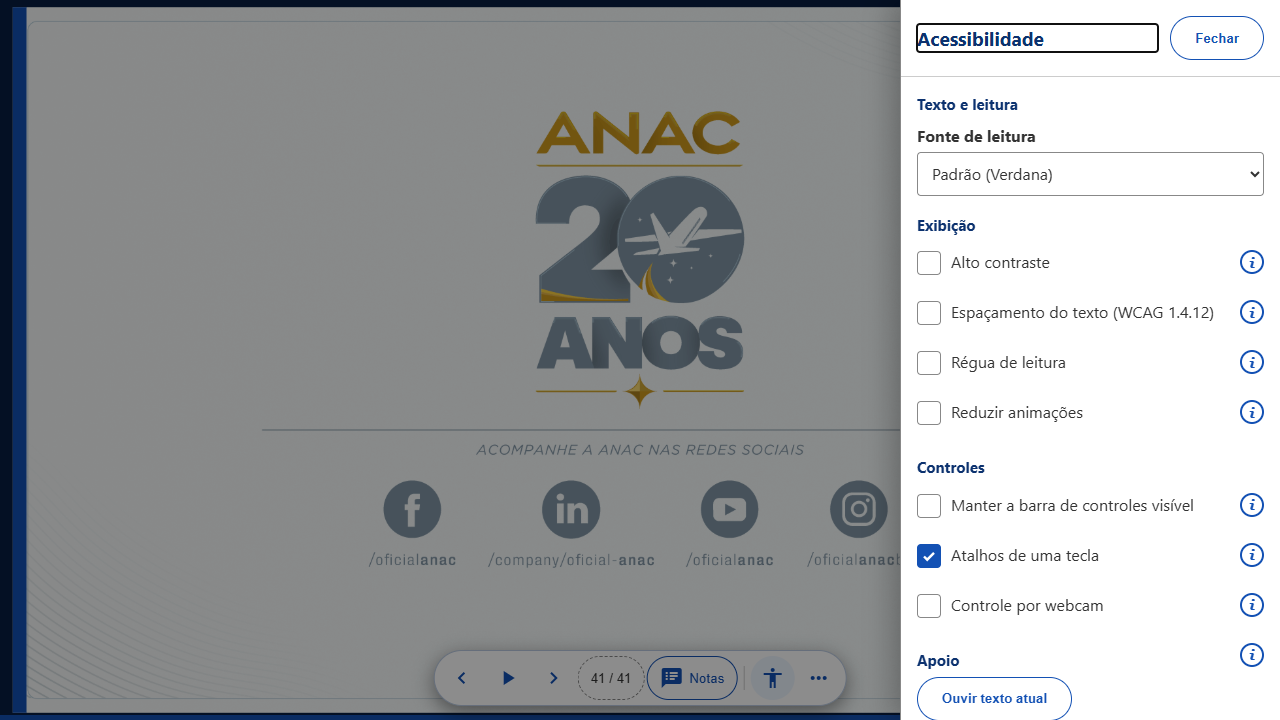 ANAC
20
ANOS
ACOMPANHE A ANAC NAS REDES SOCIAIS
/oficialanac
/company/oficial-anac
/oficialanac
/oficialanac
41 / 41
Notas
Acessibilidade
Fechar
Texto e leitura
Fonte de leitura
Padrão (Verdana)
Exibição
Alto contraste
Espaçamento do texto (WCAG 1.4.12)
Régua de leitura
Reduzir animações
Controles
Manter a barra de controles visível
Atalhos de uma tecla
Controle por webcam
Apoio
Ouvir texto atual